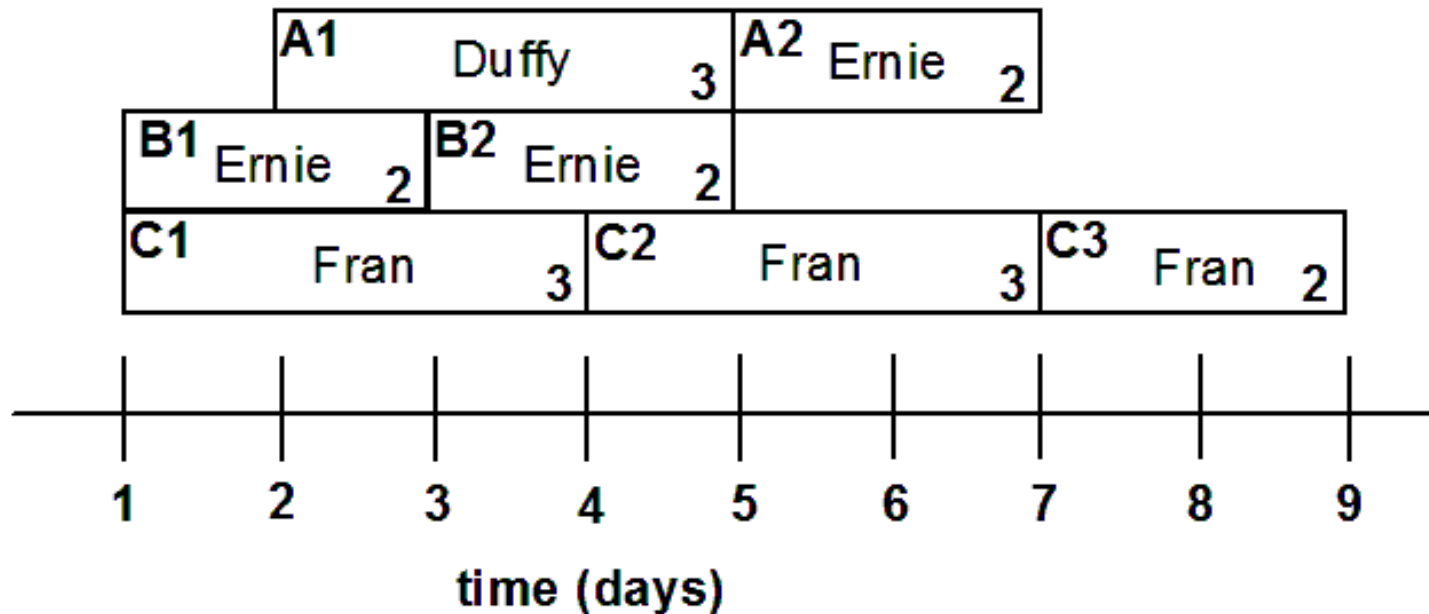 A1 Duffy 3 A2 Ernie 2
B1 Ernie 2 B2 Ernie 2
C1 Fran 3 C2 Fran 3 C3 Fran 2
1 2 3 4 5 6 7 8 9
time (days)